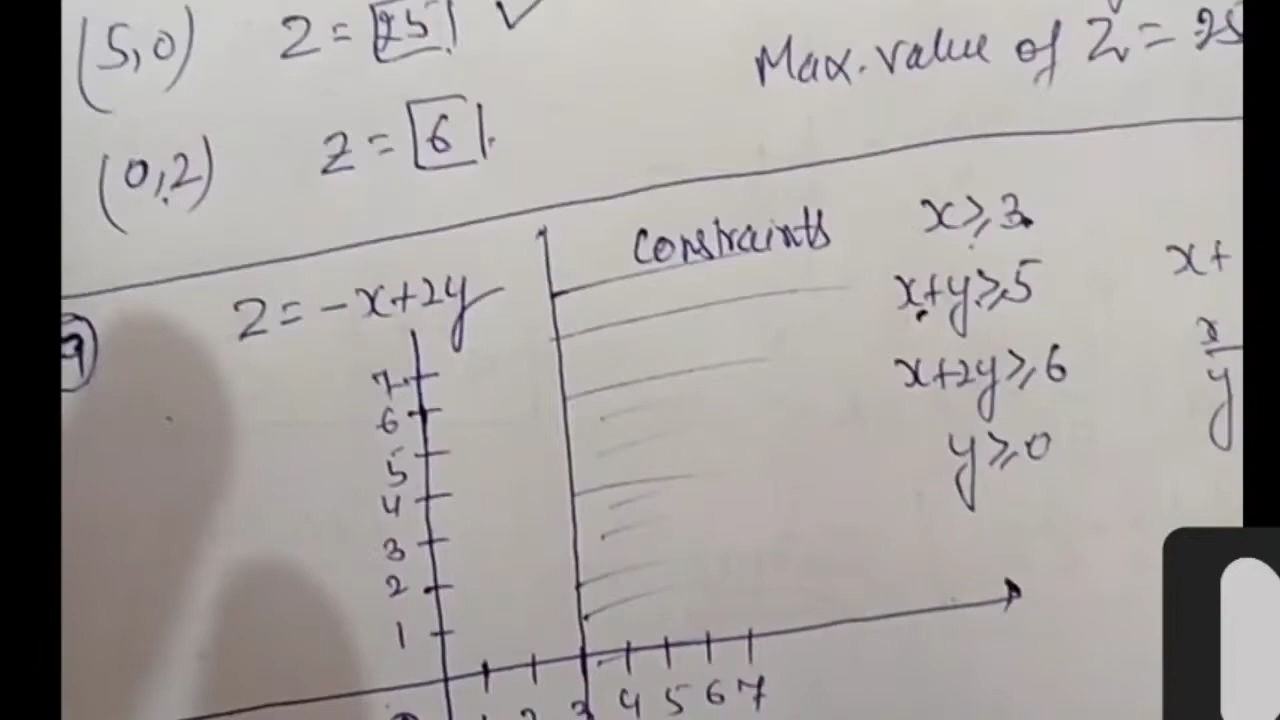 (5,0) Z = 25 ✓
Max. value of Z = 25
(0,2) Z = 6
9 Z = -x+2y
constraints x ≥ 3
x+y ≥ 5
x+2y ≥ 6
y ≥ 0
x+
x
y
7
6
5
4
3
2
1
3 4 5 6 7